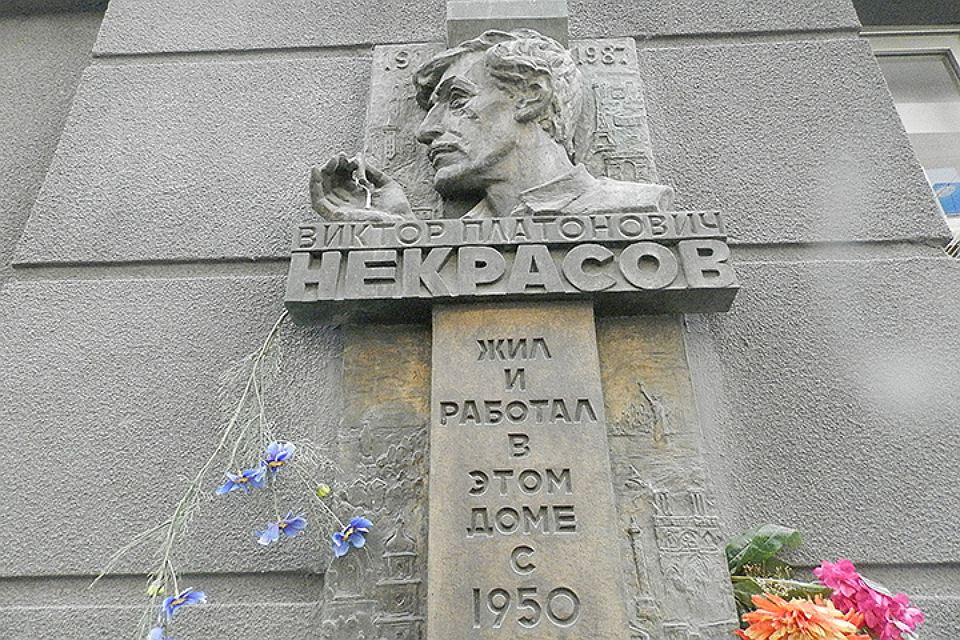 1987
ВИКТОР ПЛАТОНОВИЧ
НЕКРАСОВ
ЖИЛ
И
РАБОТАЛ
В
ЭТОМ
ДОМЕ
С
1950